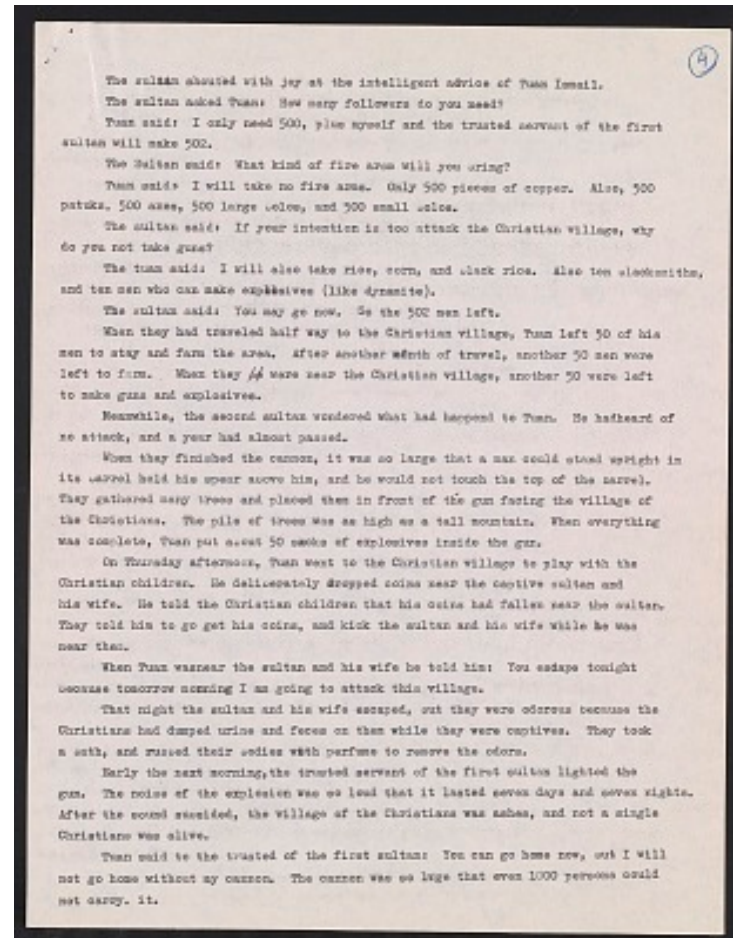 4
The sultan shouted with joy at the intelligent advice of Tuan Ismail.
The sultan asked Tuan: How many followers do you need?
Tuan said: I only need 500, plus myself and the trusted servant of the first
sultan will make 502.
The Sultan said: What kind of fire arms will you bring?
Tuan said: I will take no fire arms. Only 500 pieces of copper. Also, 500
patuks, 500 axes, 500 large bolos, and 500 small bolos.
The sultan said: If your intention is too attack the Christian village, why
do you not take guns?
The tuan said: I will also take rice, corn, and black rice. Also ten blacksmiths,
and ten men who can make explosives (like dynamite).
The sultan said: You may go now. So the 502 men left.
When they had traveled half way to the Christian village, Tuan left 50 of his
men to stay and farm the area. After another month of travel, another 50 men were
left to farm. When they were near the Christian village, another 50 were left
to make guns and explosives.
Meanwhile, the second sultan wondered what had happend to Tuan. He hadheard of
no attack, and a year had almost passed.
When they finished the cannon, it was so large that a man could stand upright in
its barrel hold his spear above him, and he would not touch the top of the barrel.
They gathered many trees and placed them in front of the gun facing the village of
the Christians. The pile of trees was as high as a tall mountain. When everything
was complete, Tuan put about 50 sacks of explosives inside the gun.
On Thursday afternoon, Tuan went to the Christian village to play with the
Christian children. He deliberately dropped coins near the captive sultan and
his wife. He told the Christian children that his coins had fallen near the sultan.
They told him to go get his coins, and kick the sultan and his wife while he was
near them.
When Tuan wasnear the sultan and his wife he told him: You escape tonight
because tomorrow morning I am going to attack this village.
That night the sultan and his wife escaped, but they were odorous because the
Christians had dumped urine and feces on them while they were captives. They took
a bath, and rubbed their bodies with perfume to remove the odors.
Early the next morning,the trusted servant of the first sultan lighted the
gun. The noise of the explosion was so loud that it lasted seven days and seven nights.
After the sound subsided, the village of the Christians was ashes, and not a single
Christians was alive.
Tuan said to the trusted of the first sultan: You can go home now, but I will
not go home without my cannon. The cannon was so huge that even 1000 persons could
not carry. it.